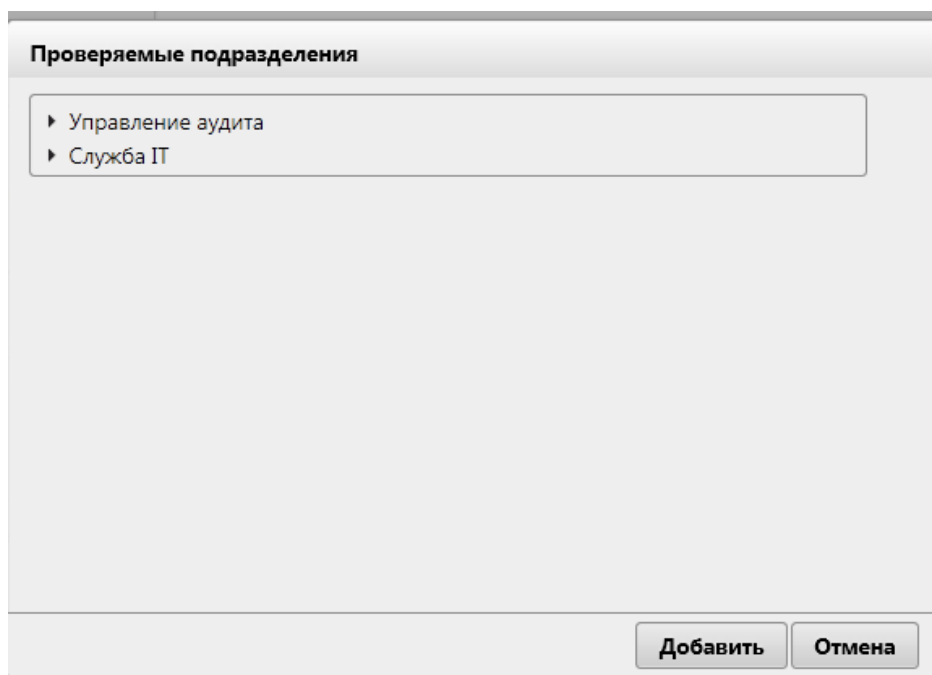 Проверяемые подразделения
Управление аудита
Служба IT
Добавить Отмена